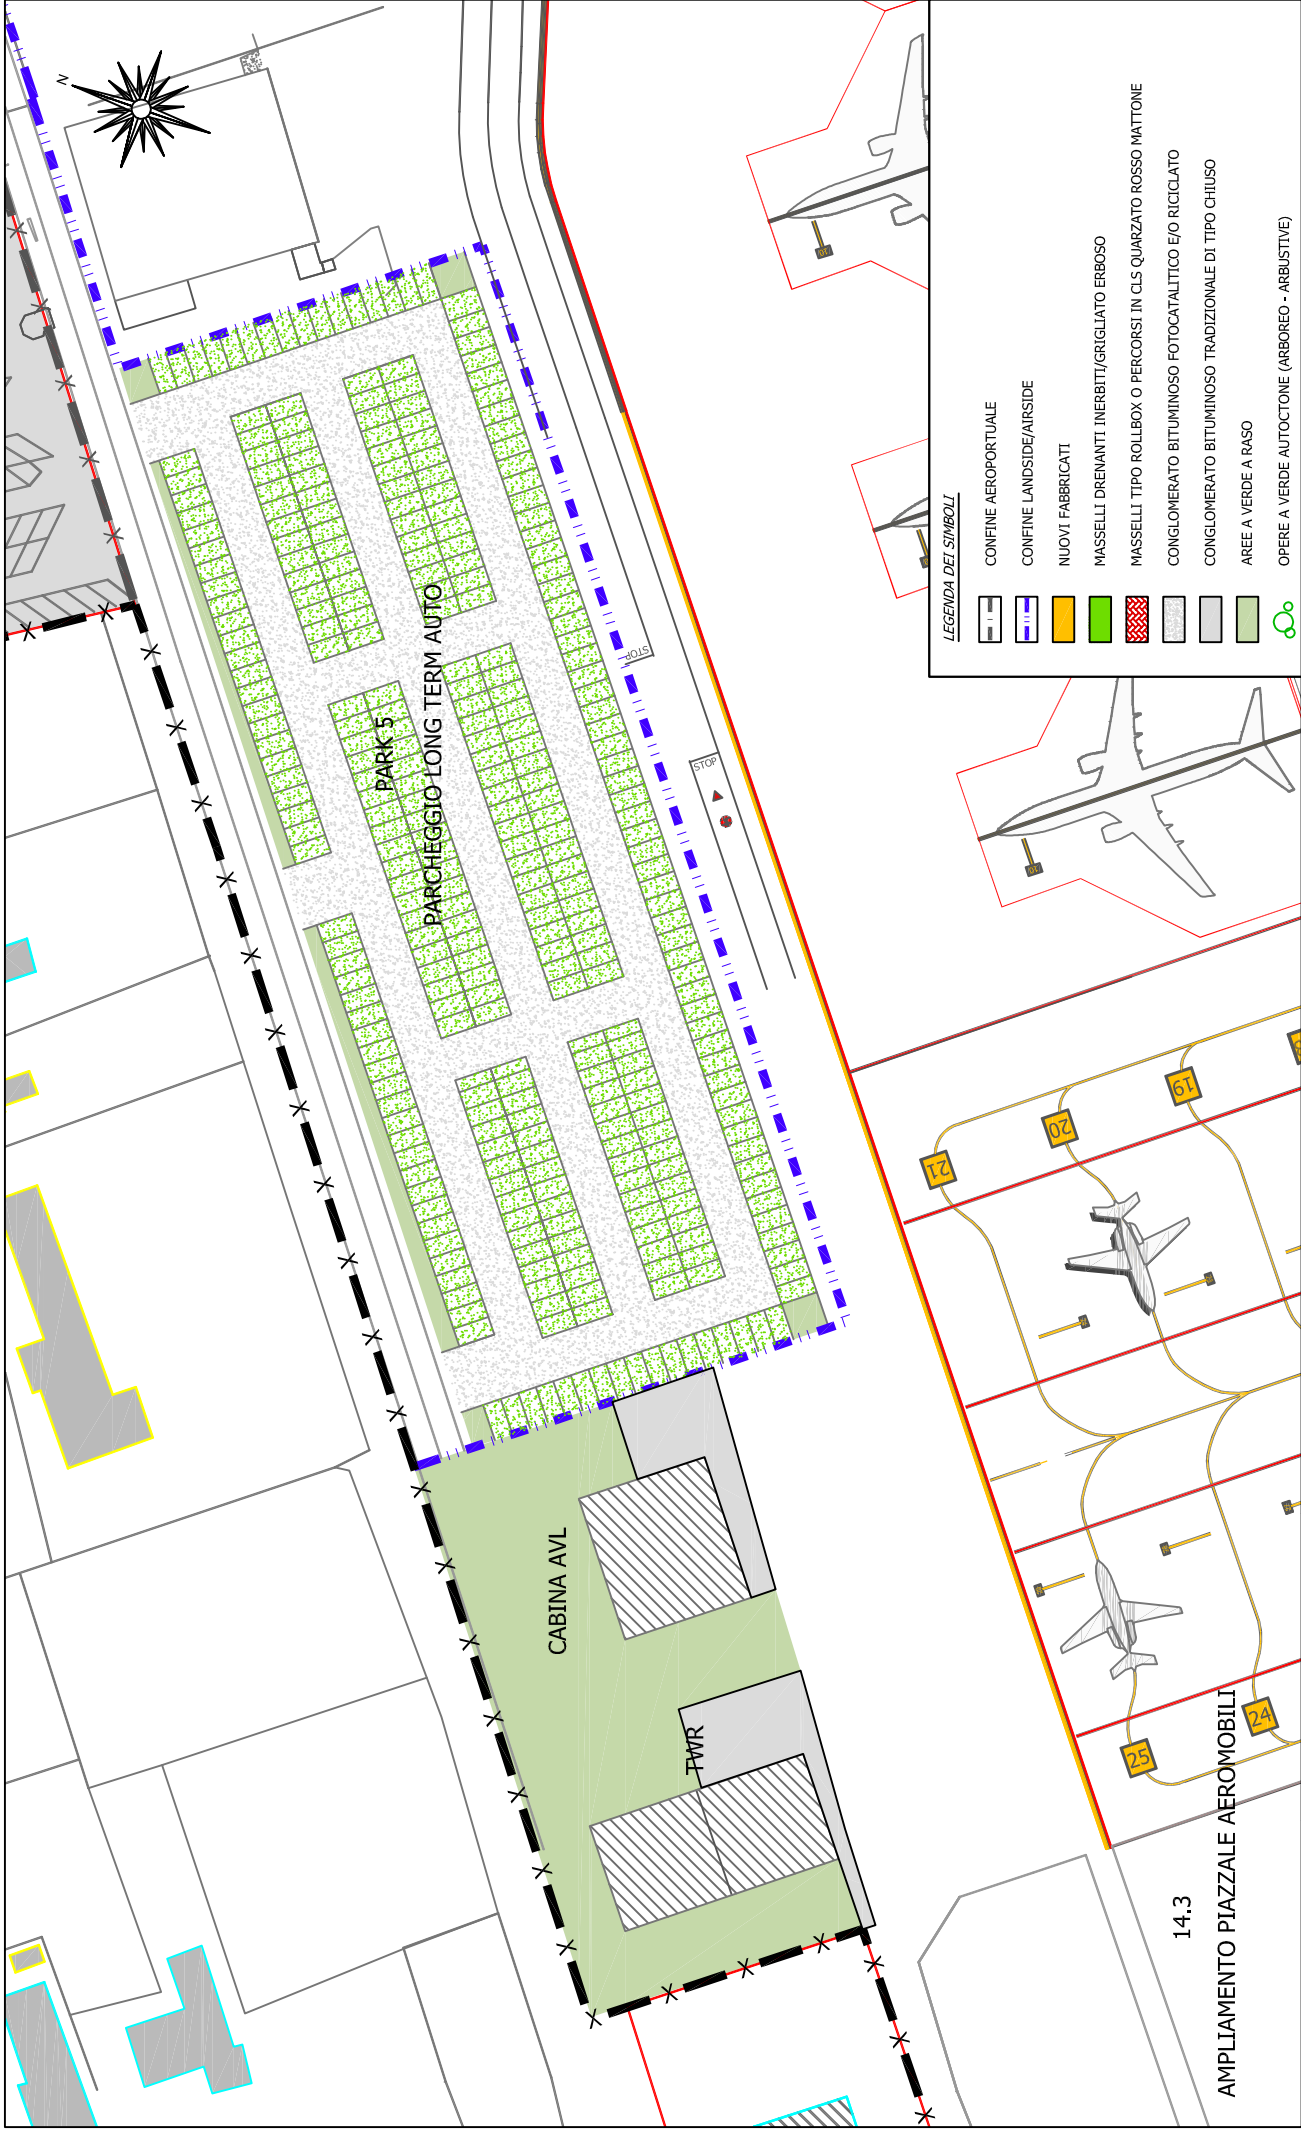 N
PARK 5
PARCHEGGIO LONG TERM AUTO
STOP
STOP
CABINA AVL
TWR
21
20
19
25
24
14.3
AMPLIAMENTO PIAZZALE AEROMOBILI
LEGENDA DEI SIMBOLI
CONFINE AEROPORTUALE
CONFINE LANDSIDE/AIRSIDE
NUOVI FABBRICATI
MASSELLI DRENANTI INERBITI/GRIGLIATO ERBOSO
MASSELLI TIPO ROLLBOX O PERCORSI IN CLS QUARZATO ROSSO MATTONE
CONGLOMERATO BITUMINOSO FOTOCATALITICO E/O RICICLATO
CONGLOMERATO BITUMINOSO TRADIZIONALE DI TIPO CHIUSO
AREE A VERDE A RASO
OPERE A VERDE AUTOCTONE (ARBOREO - ARBUSTIVE)